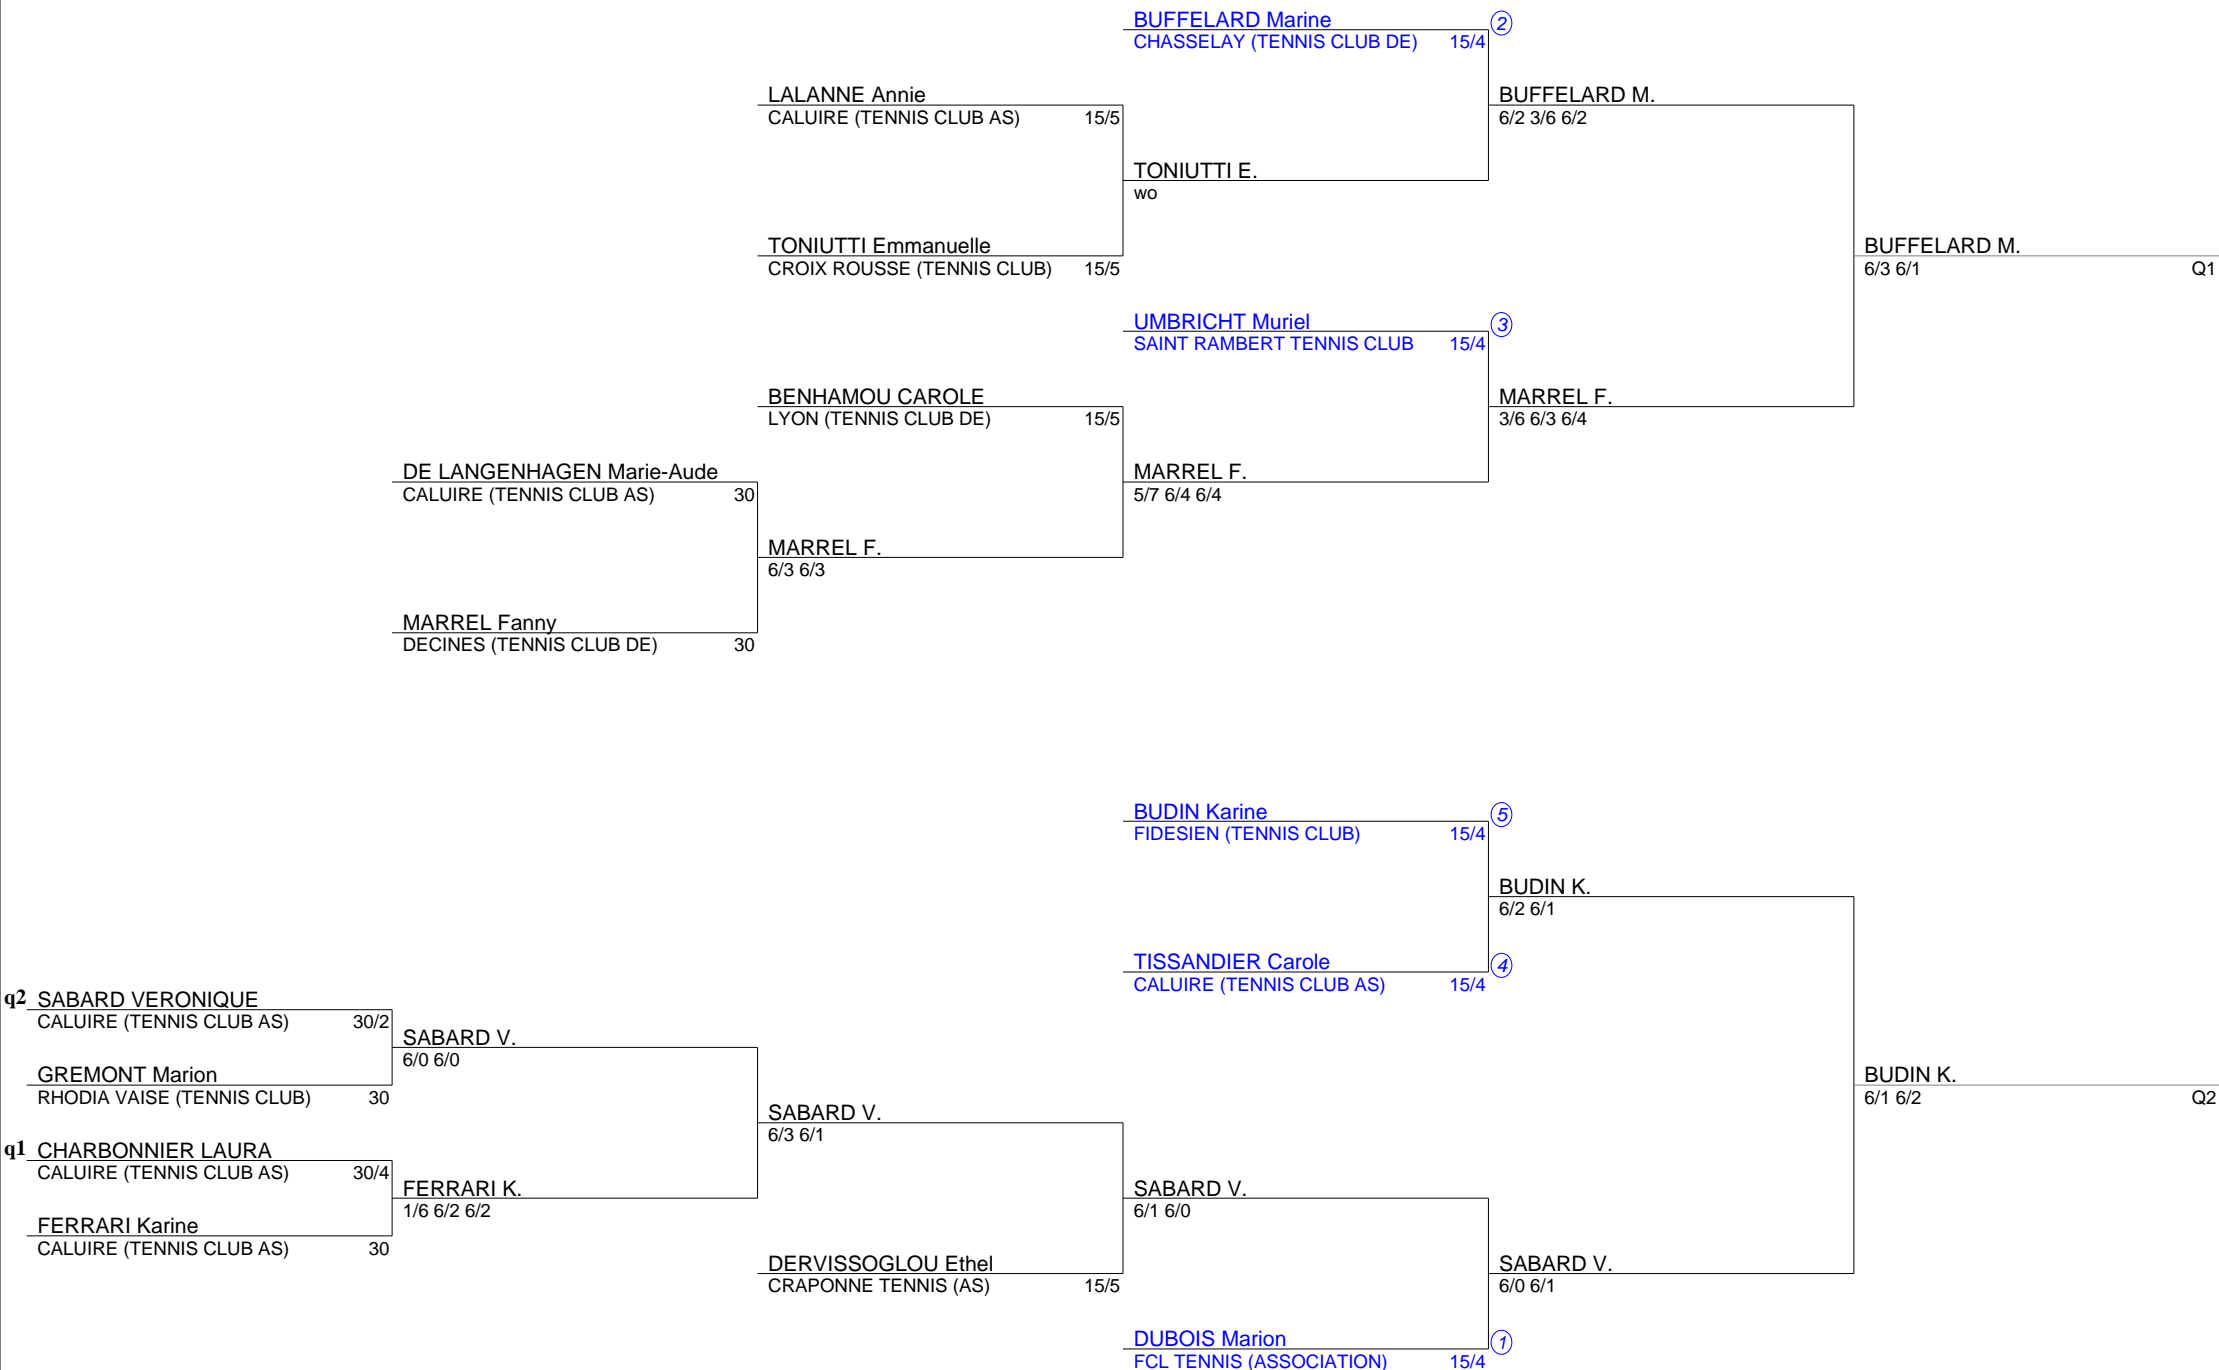 BUFFELARD Marine 2
CHASSELAY (TENNIS CLUB DE) 15/4
LALANNE Annie
CALUIRE (TENNIS CLUB AS) 15/5
BUFFELARD M.
6/2 3/6 6/2
TONIUTTI E.
wo
TONIUTTI Emmanuelle
CROIX ROUSSE (TENNIS CLUB) 15/5
BUFFELARD M.
6/3 6/1 Q1
UMBRICHT Muriel 3
SAINT RAMBERT TENNIS CLUB 15/4
BENHAMOU CAROLE
LYON (TENNIS CLUB DE) 15/5
MARREL F.
3/6 6/3 6/4
DE LANGENHAGEN Marie-Aude
CALUIRE (TENNIS CLUB AS) 30
MARREL F.
5/7 6/4 6/4
MARREL F.
6/3 6/3
MARREL Fanny
DECINES (TENNIS CLUB DE) 30
BUDIN Karine 5
FIDESIEN (TENNIS CLUB) 15/4
BUDIN K.
6/2 6/1
TISSANDIER Carole 4
CALUIRE (TENNIS CLUB AS) 15/4
q2 SABARD VERONIQUE
CALUIRE (TENNIS CLUB AS) 30/2
SABARD V.
6/0 6/0
GREMONT Marion
RHODIA VAISE (TENNIS CLUB) 30
BUDIN K.
6/1 6/2 Q2
SABARD V.
6/3 6/1
q1 CHARBONNIER LAURA
CALUIRE (TENNIS CLUB AS) 30/4
FERRARI K.
1/6 6/2 6/2
SABARD V.
6/1 6/0
FERRARI Karine
CALUIRE (TENNIS CLUB AS) 30
DERVISSOGLOU Ethel
CRAPONNE TENNIS (AS) 15/5
SABARD V.
6/0 6/1
DUBOIS Marion 1
FCL TENNIS (ASSOCIATION) 15/4